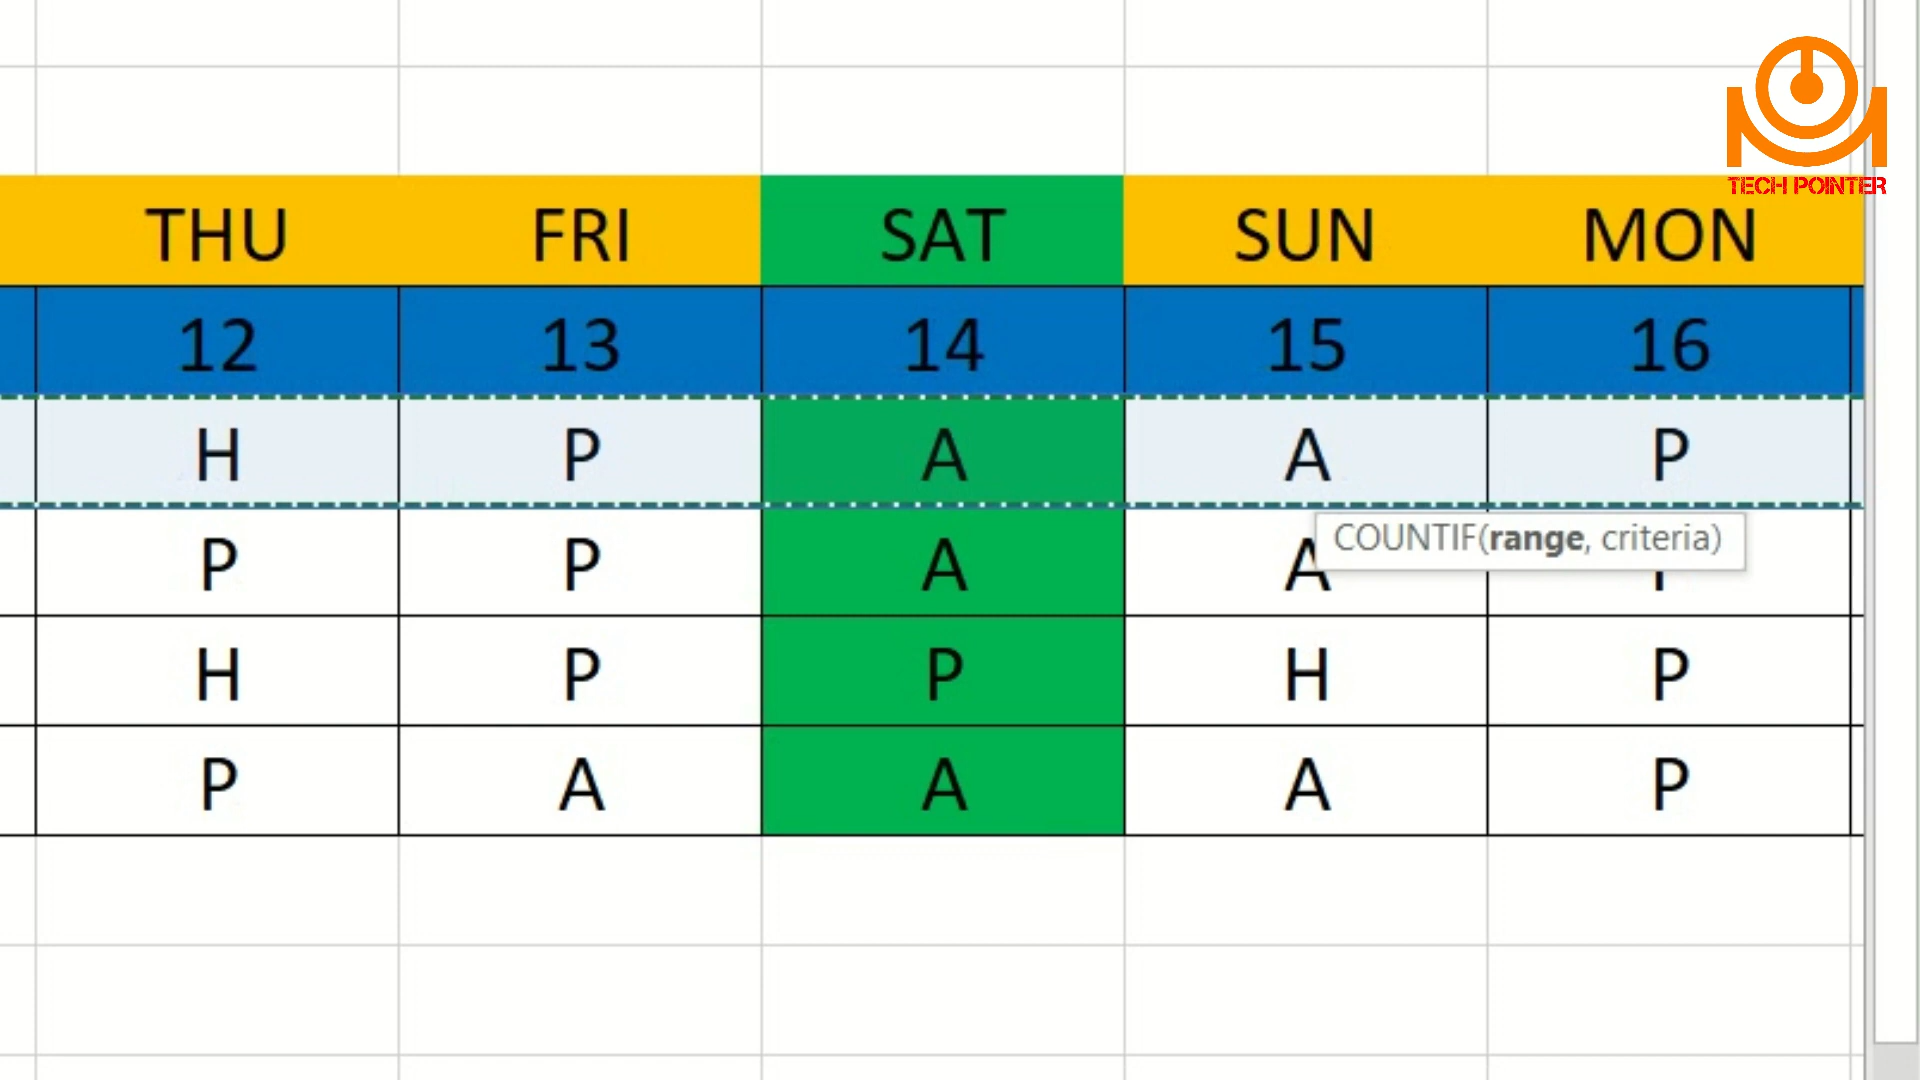 TECH POINTER
THU FRI SAT SUN MON
12 13 14 15 16
H P A A P
COUNTIF(range, criteria)
P P A A
H P P H P
P A A A P